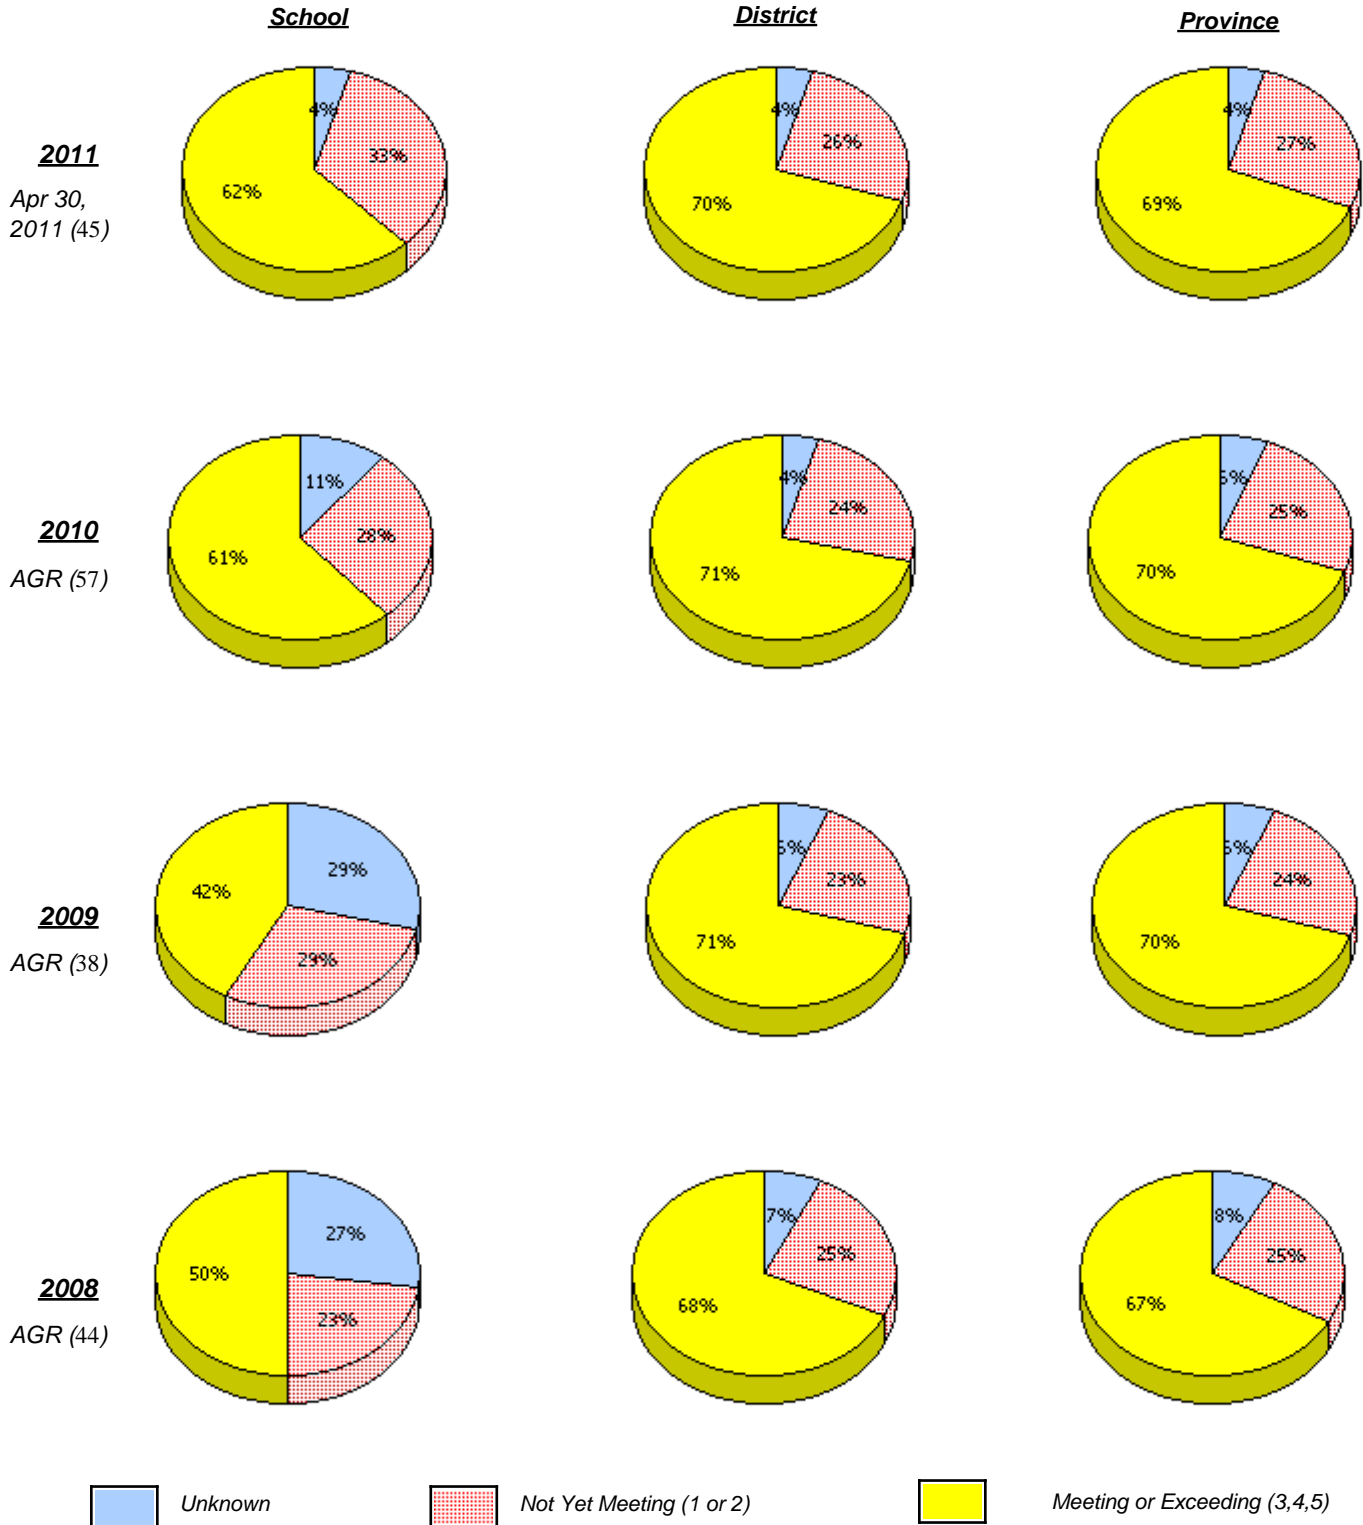 School District Province
4% 4% 4%
33% 26% 27%
2011
62% 70% 69%
Apr 30,
2011 (45)
11% 4%
28% 24% 25%
2010
61% 71% 70%
AGR (57)
29%
42% 23% 24%
2009
29% 71% 70%
AGR (38)
27% 7% 8%
50% 25% 25%
2008
23% 68% 67%
AGR (44)
Unknown Not Yet Meeting (1 or 2) Meeting or Exceeding (3,4,5)